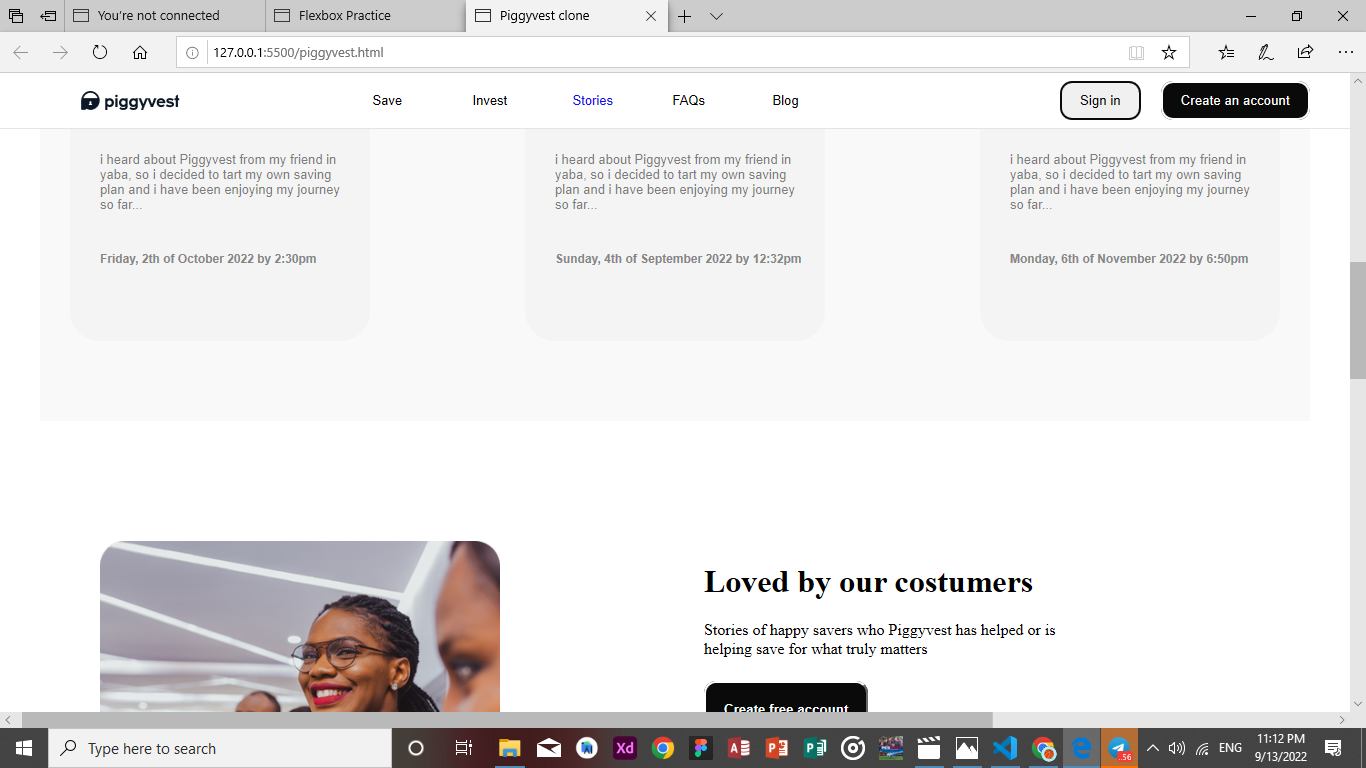 You're not connected
Flexbox Practice
Piggyvest clone
127.0.0.1:5500/piggyvest.html
piggyvest
Save
Invest
Stories
FAQs
Blog
Sign in
Create an account
i heard about Piggyvest from my friend in
yaba, so i decided to tart my own saving
plan and i have been enjoying my journey
so far...
Friday, 2th of October 2022 by 2:30pm
i heard about Piggyvest from my friend in
yaba, so i decided to tart my own saving
plan and i have been enjoying my journey
so far...
Sunday, 4th of September 2022 by 12:32pm
i heard about Piggyvest from my friend in
yaba, so i decided to tart my own saving
plan and i have been enjoying my journey
so far...
Monday, 6th of November 2022 by 6:50pm
Loved by our costumers
Stories of happy savers who Piggyvest has helped or is
helping save for what truly matters
Create free account
Type here to search
Xd
..56
ENG
11:12 PM
9/13/2022